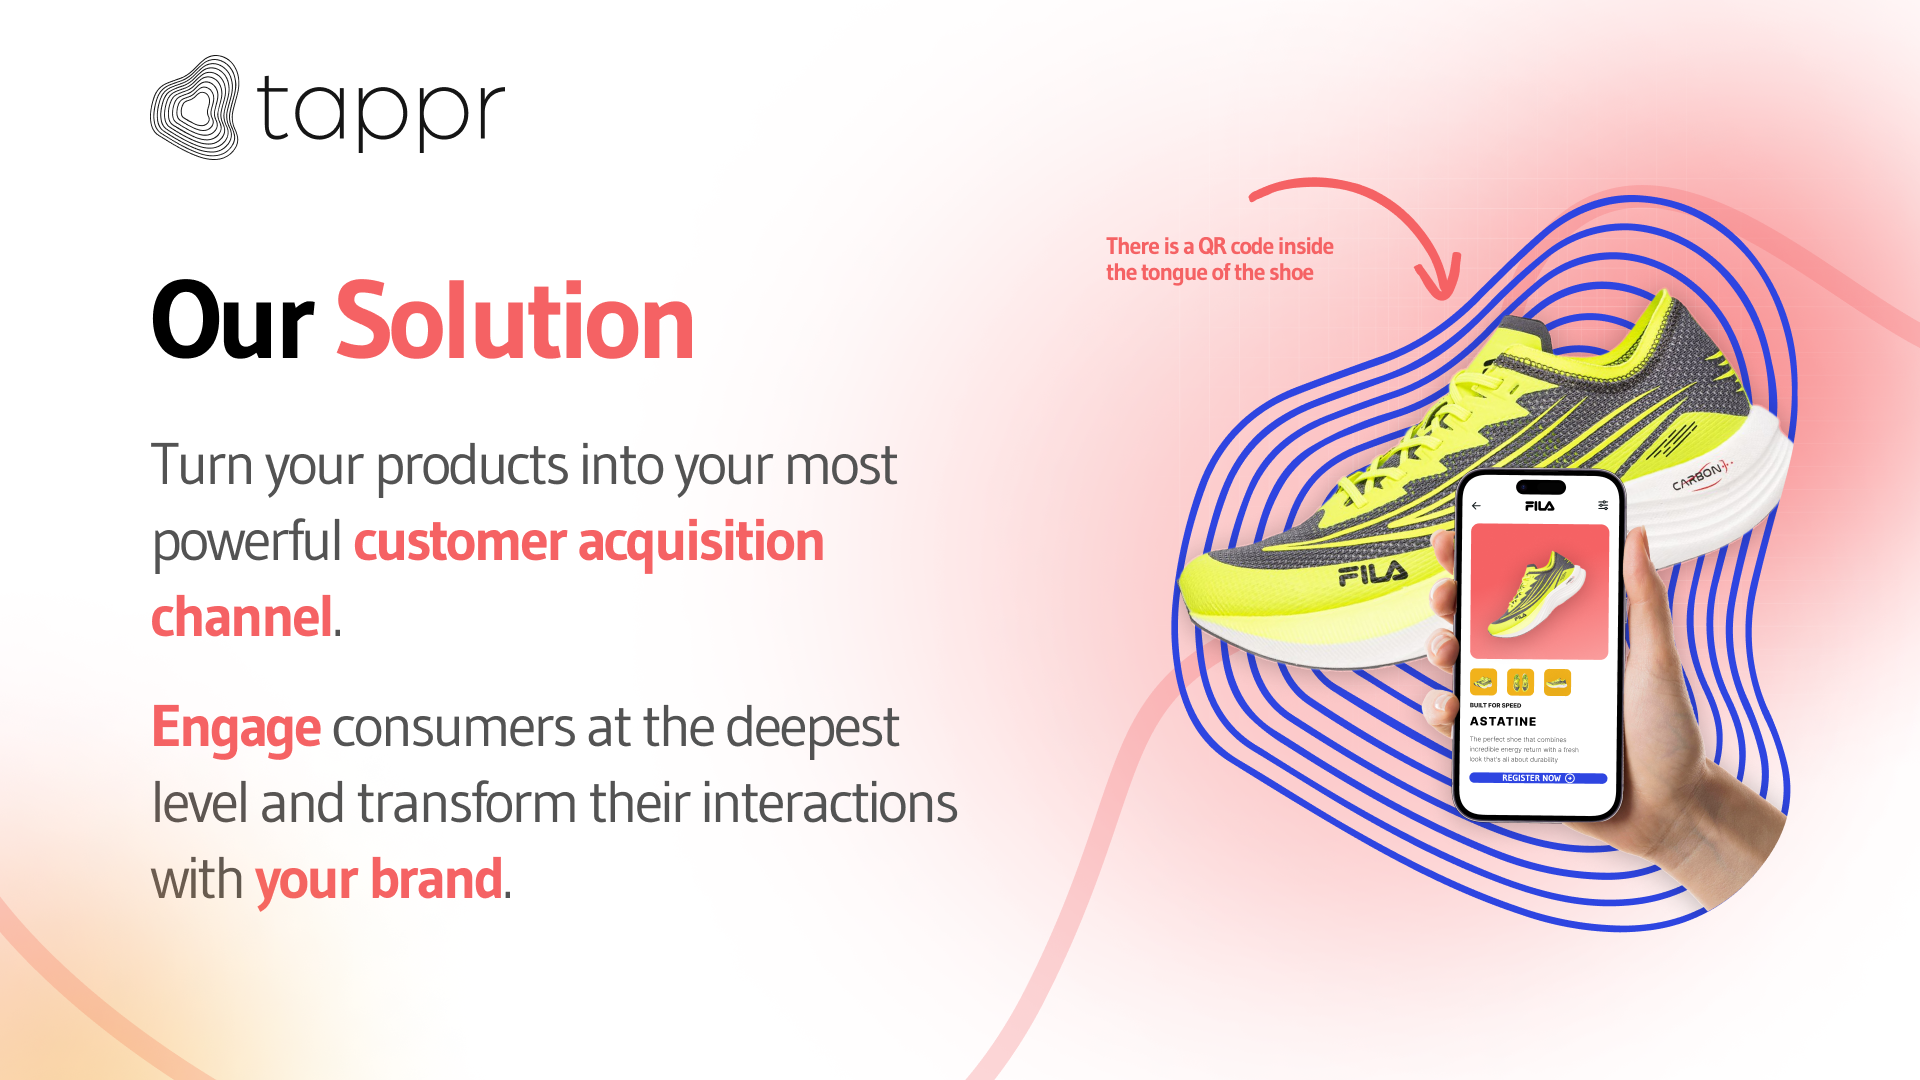 tappr
Our Solution
Turn your products into your most
powerful customer acquisition
channel.
Engage consumers at the deepest
level and transform their interactions
with your brand.
There is a QR code inside
the tongue of the shoe
FILA
CARBON
FILA
FILA
BUILT FOR SPEED
ASTATINE
The perfect shoe that combines
incredible energy return with a fresh
look that's all about durability
REGISTER NOW